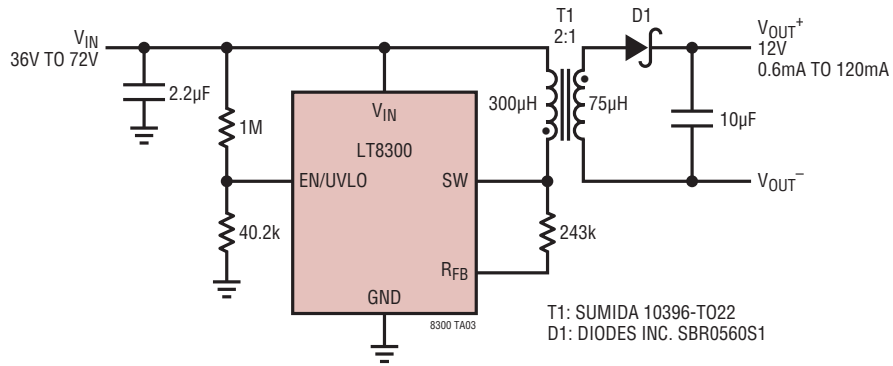 T1
2:1
D1
VIN
36V TO 72V
VOUT+
12V
0.6mA TO 120mA
2.2µF
1M
VIN
LT8300
300µH
75µH
10µF
EN/UVLO
SW
VOUT–
40.2k
243k
RFB
GND
8300 TA03
T1: SUMIDA 10396-TO22
D1: DIODES INC. SBR0560S1